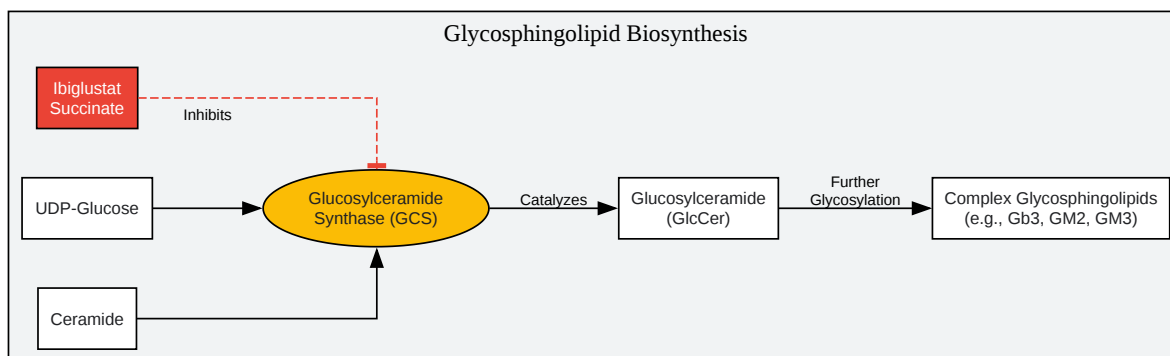 Glycosphingolipid Biosynthesis
Ibiglustat
Succinate
Inhibits
UDP-Glucose
Glucosylceramide
Synthase (GCS)
Catalyzes
Glucosylceramide
(GlcCer)
Further
Glycosylation
Complex Glycosphingolipids
(e.g., Gb3, GM2, GM3)
Ceramide